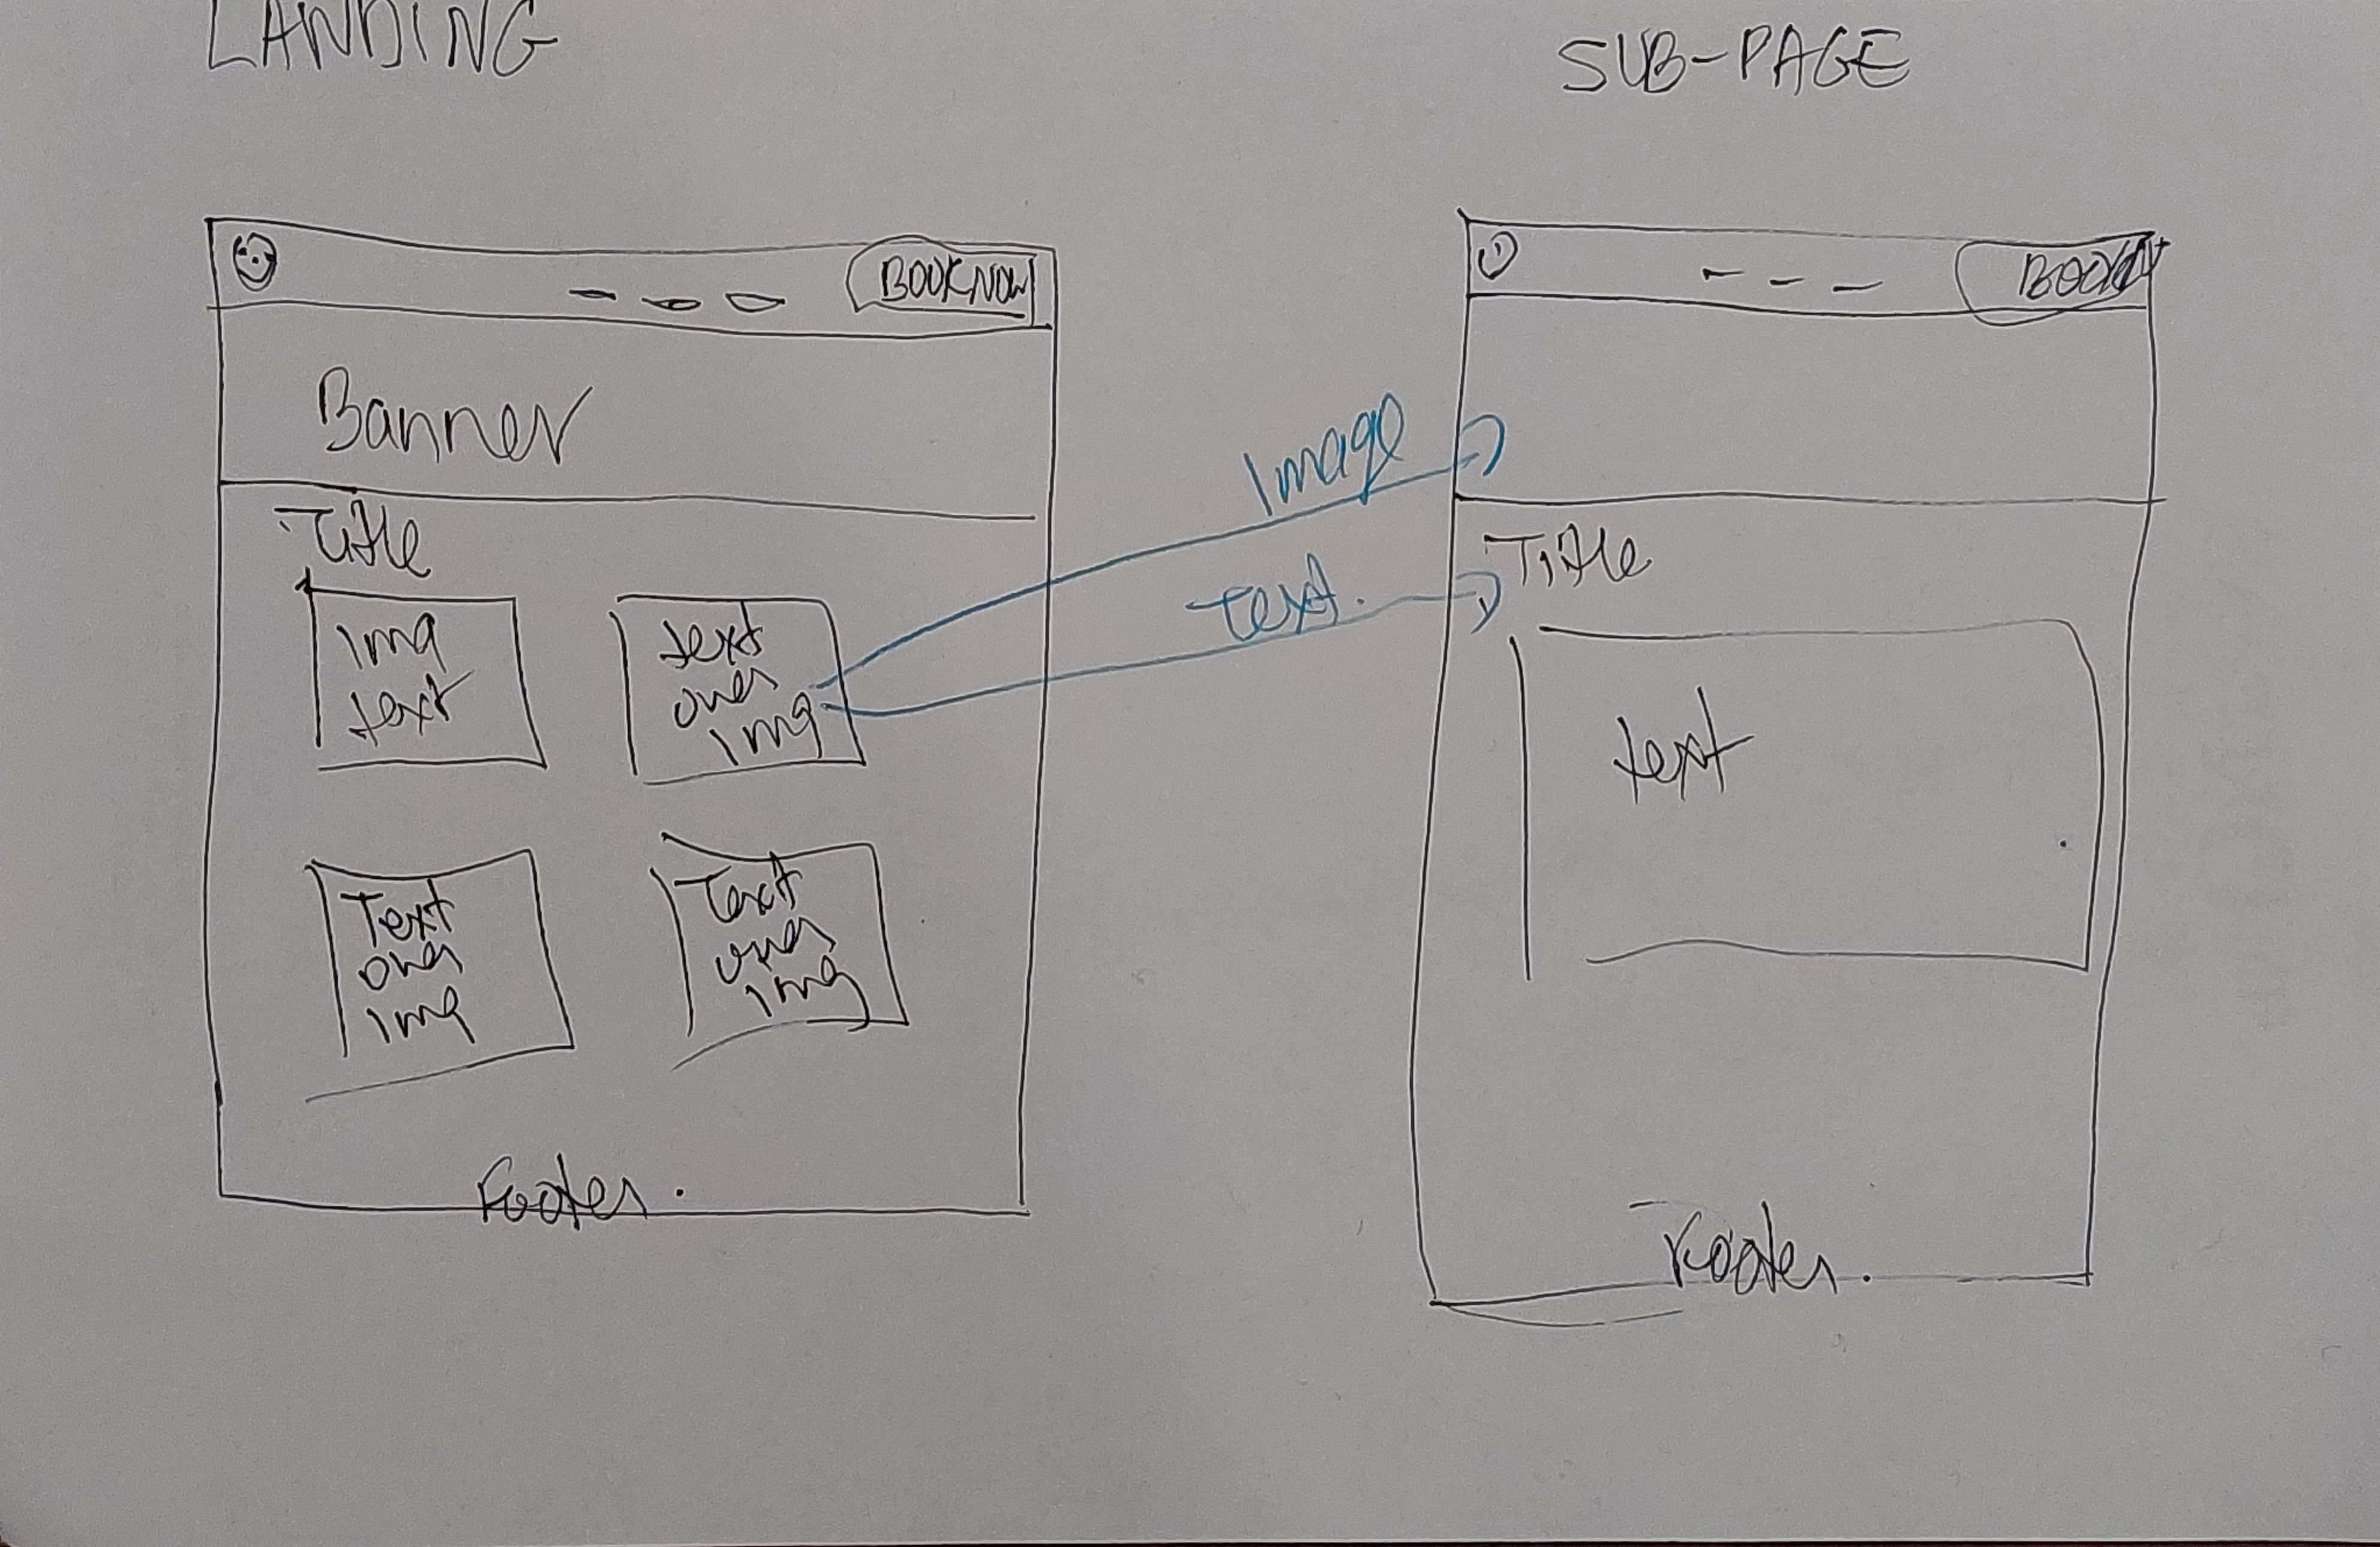 LANDING
SUB-PAGE
BOOK NOW
Banner
Title
img
text
text
over
img
Text
over
img
Text
over
img
Footer.
Image
Text.
Title
text
Footer.